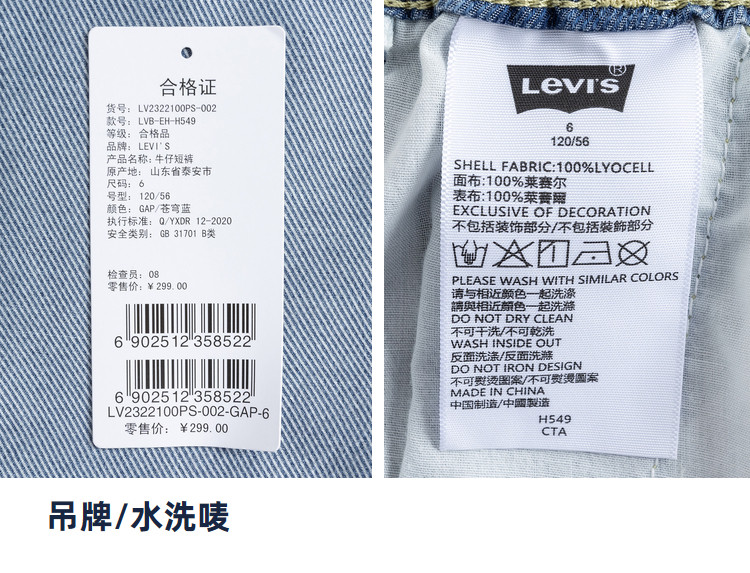 合格证
货号: LV2322100PS-002
款号: LVB-EH-H549
等级: 合格品
品牌: LEVI'S
产品名称: 牛仔短裤
原产地: 山东省泰安市
尺码: 6
号型: 120/56
颜色: GAP/苍穹蓝
执行标准: Q/YXDR 12-2020
安全类别: GB 31701 B类
检查员: 08
零售价: ¥299.00
6 902512 358522
6 902512 358522
LV2322100PS-002-GAP-6
零售价: ¥299.00
LEVI'S®
6
120/56
SHELL FABRIC:100%LYOCELL
面布:100%莱赛尔
表布:100%萊賽爾
EXCLUSIVE OF DECORATION
不包括装饰部分/不包括裝飾部分
PLEASE WASH WITH SIMILAR COLORS
请与相近颜色一起洗涤
請與相近顏色一起洗滌
DO NOT DRY CLEAN
不可干洗/不可乾洗
WASH INSIDE OUT
反面洗涤/反面洗滌
DO NOT IRON DESIGN
不可熨烫图案/不可熨燙圖案
MADE IN CHINA
中国制造/中國製造
H549
CTA
吊牌/水洗唛